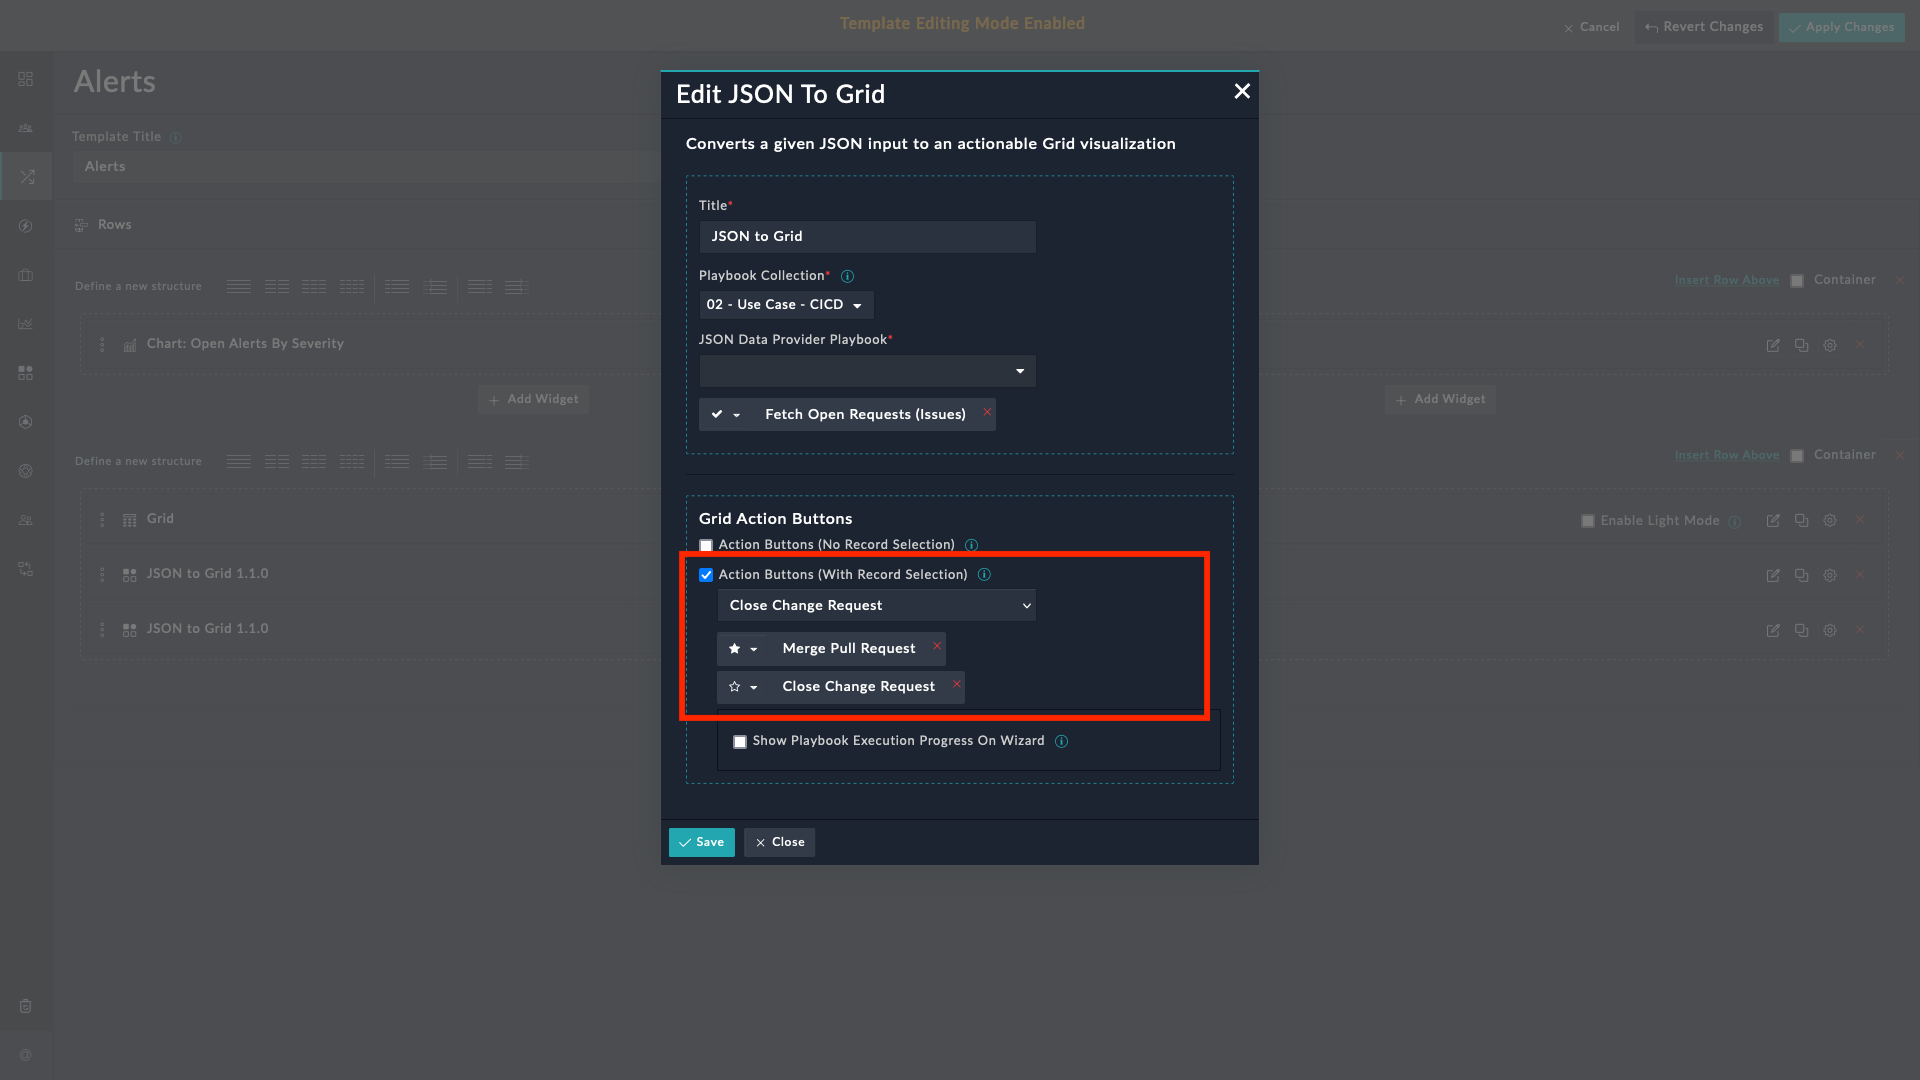 Template Editing Mode Enabled
Cancel
Revert Changes
Apply Changes
Alerts
Template Title
Alerts
Rows
Define a new structure
Insert Row Above
Container
Chart: Open Alerts By Severity
Add Widget
Add Widget
Define a new structure
Insert Row Above
Container
Grid
Enable Light Mode
JSON to Grid 1.1.0
JSON to Grid 1.1.0
Edit JSON To Grid
Converts a given JSON input to an actionable Grid visualization
Title*
JSON to Grid
Playbook Collection*
02 - Use Case - CICD
JSON Data Provider Playbook*
Fetch Open Requests (Issues)
Grid Action Buttons
Action Buttons (No Record Selection)
Action Buttons (With Record Selection)
Close Change Request
Merge Pull Request
Close Change Request
Show Playbook Execution Progress On Wizard
Save
Close